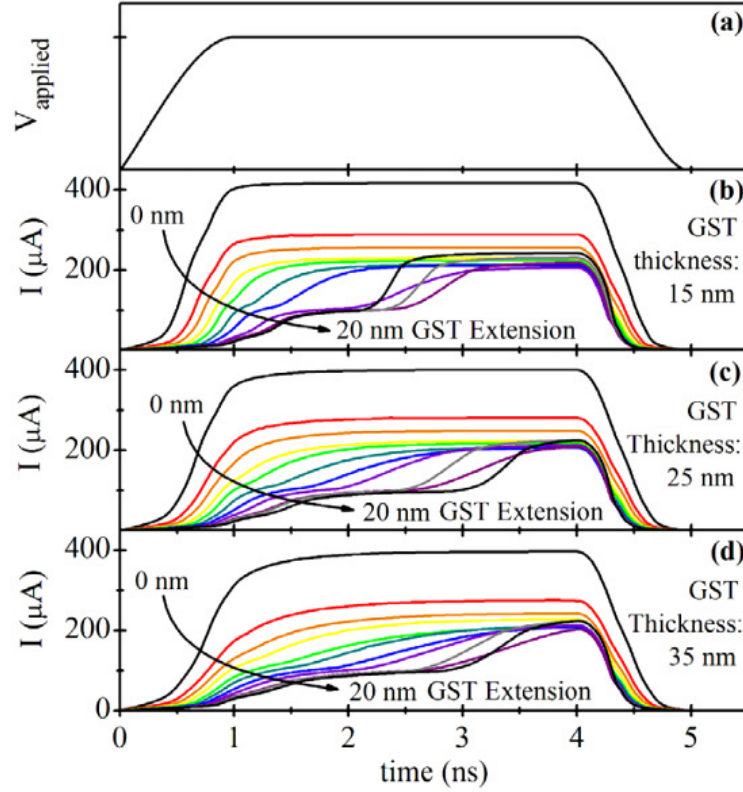 (a)
V applied
(b)
400
200
I (µA)
0 nm
20 nm GST Extension
GST
thickness:
15 nm
(c)
400
200
I (µA)
0 nm
20 nm GST Extension
GST
Thickness:
25 nm
(d)
400
200
0
I (µA)
0 nm
20 nm GST Extension
GST
Thickness:
35 nm
0 1 2 3 4 5
time (ns)